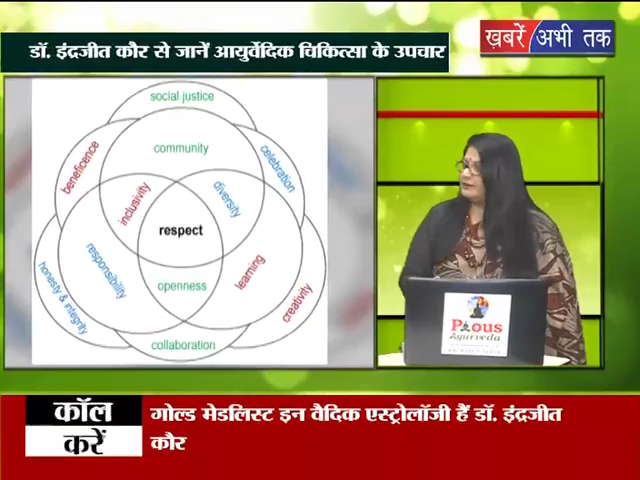 ख़बरें अभी तक
डॉ. इंद्रजीत कौर से जानें आयुर्वेदिक चिकित्सा के उपचार
social justice
community
beneficence
celebration
inclusivity
diversity
respect
responsibility
learning
openness
honesty & integrity
creativity
collaboration
Pious
Ayurveda
कॉल
करें
गोल्ड मेडलिस्ट इन वैदिक एस्ट्रोलॉजी हैं डॉ. इंद्रजीत
कौर